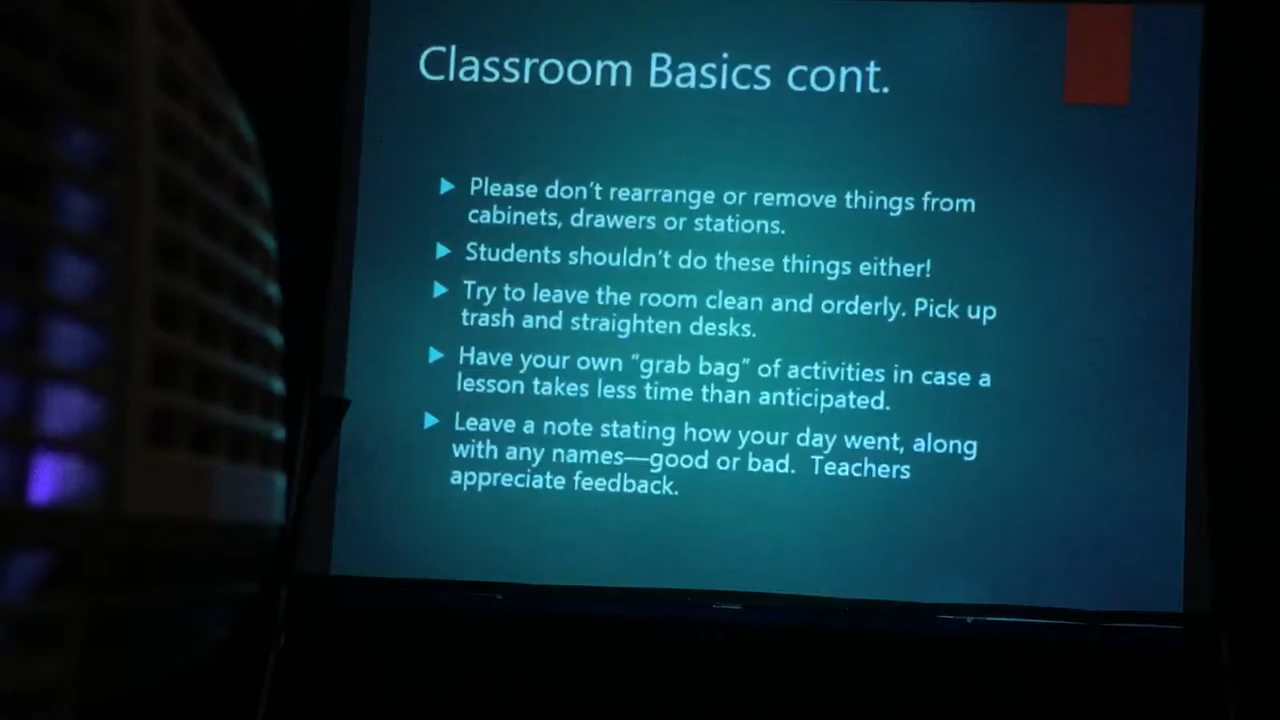 Classroom Basics cont.
Please don't rearrange or remove things from
cabinets, drawers or stations.
Students shouldn't do these things either!
Try to leave the room clean and orderly. Pick up
trash and straighten desks.
Have your own “grab bag” of activities in case a
lesson takes less time than anticipated.
Leave a note stating how your day went, along
with any names—good or bad.  Teachers
appreciate feedback.